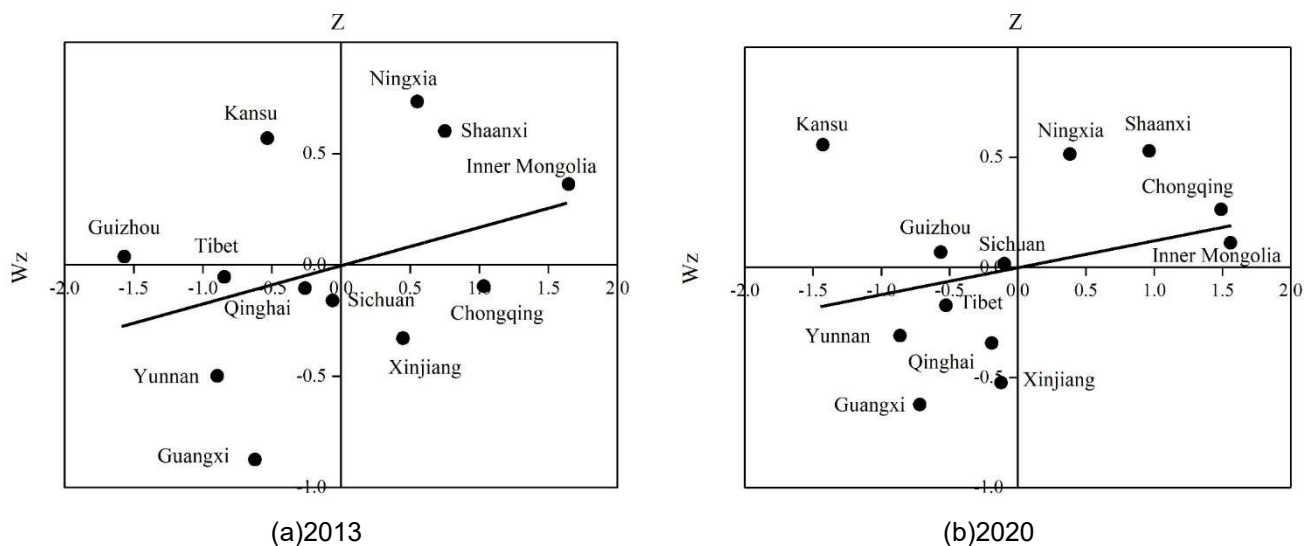 Z
Ningxia
Kansu
Shaanxi
0.5
Inner Mongolia
Guizhou
Tibet
0.0
Wz
-2.0 -1.5 -1.0 0.5 0.0 0.5 1.0 1.5 2.0
Qinghai Sichuan Chongqing
Xinjiang
Yunnan
-0.5
Guangxi
-1.0
(a)2013
Z
Kansu
Ningxia Shaanxi
0.5
Chongqing
Guizhou
Sichuan
Inner Mongolia
0.0
Wz
-2.0 -1.5 -1.0 -0.5 0.0 0.5 1.0 1.5 2.0
Tibet
Yunnan
Qinghai
-0.5
Xinjiang
Guangxi
-1.0
(b)2020